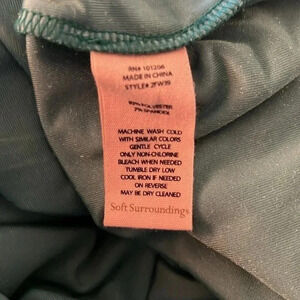 RN# 101206
MADE IN CHINA
STYLE# 2FW39
POLYESTER
7% SPANDEX
MACHINE WASH COLD
WITH SIMILAR COLORS
GENTLE CYCLE
ONLY NON-CHLORINE
BLEACH WHEN NEEDED
TUMBLE DRY LOW
COOL IRON IF NEEDED
ON REVERSE
MAY BE DRY CLEANED
Soft Surroundings